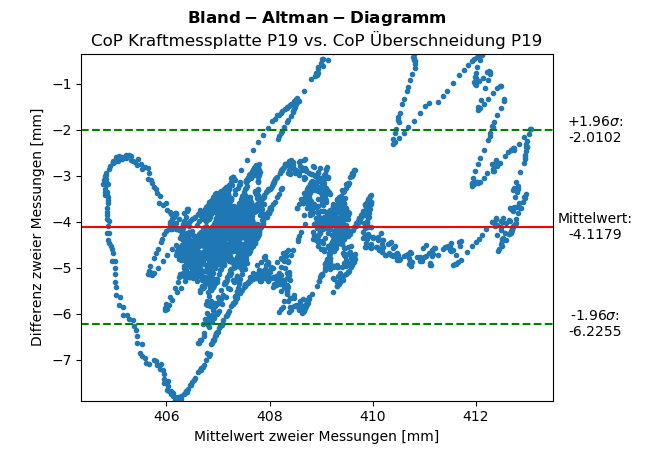 Bland − Altman − Diagramm
CoP Kraftmessplatte P19 vs. CoP Überschneidung P19
Differenz zweier Messungen [mm]
−1
−2
−3
−4
−5
−6
−7
+1.96σ:
-2.0102
Mittelwert:
-4.1179
-1.96σ:
-6.2255
406 408 410 412
Mittelwert zweier Messungen [mm]